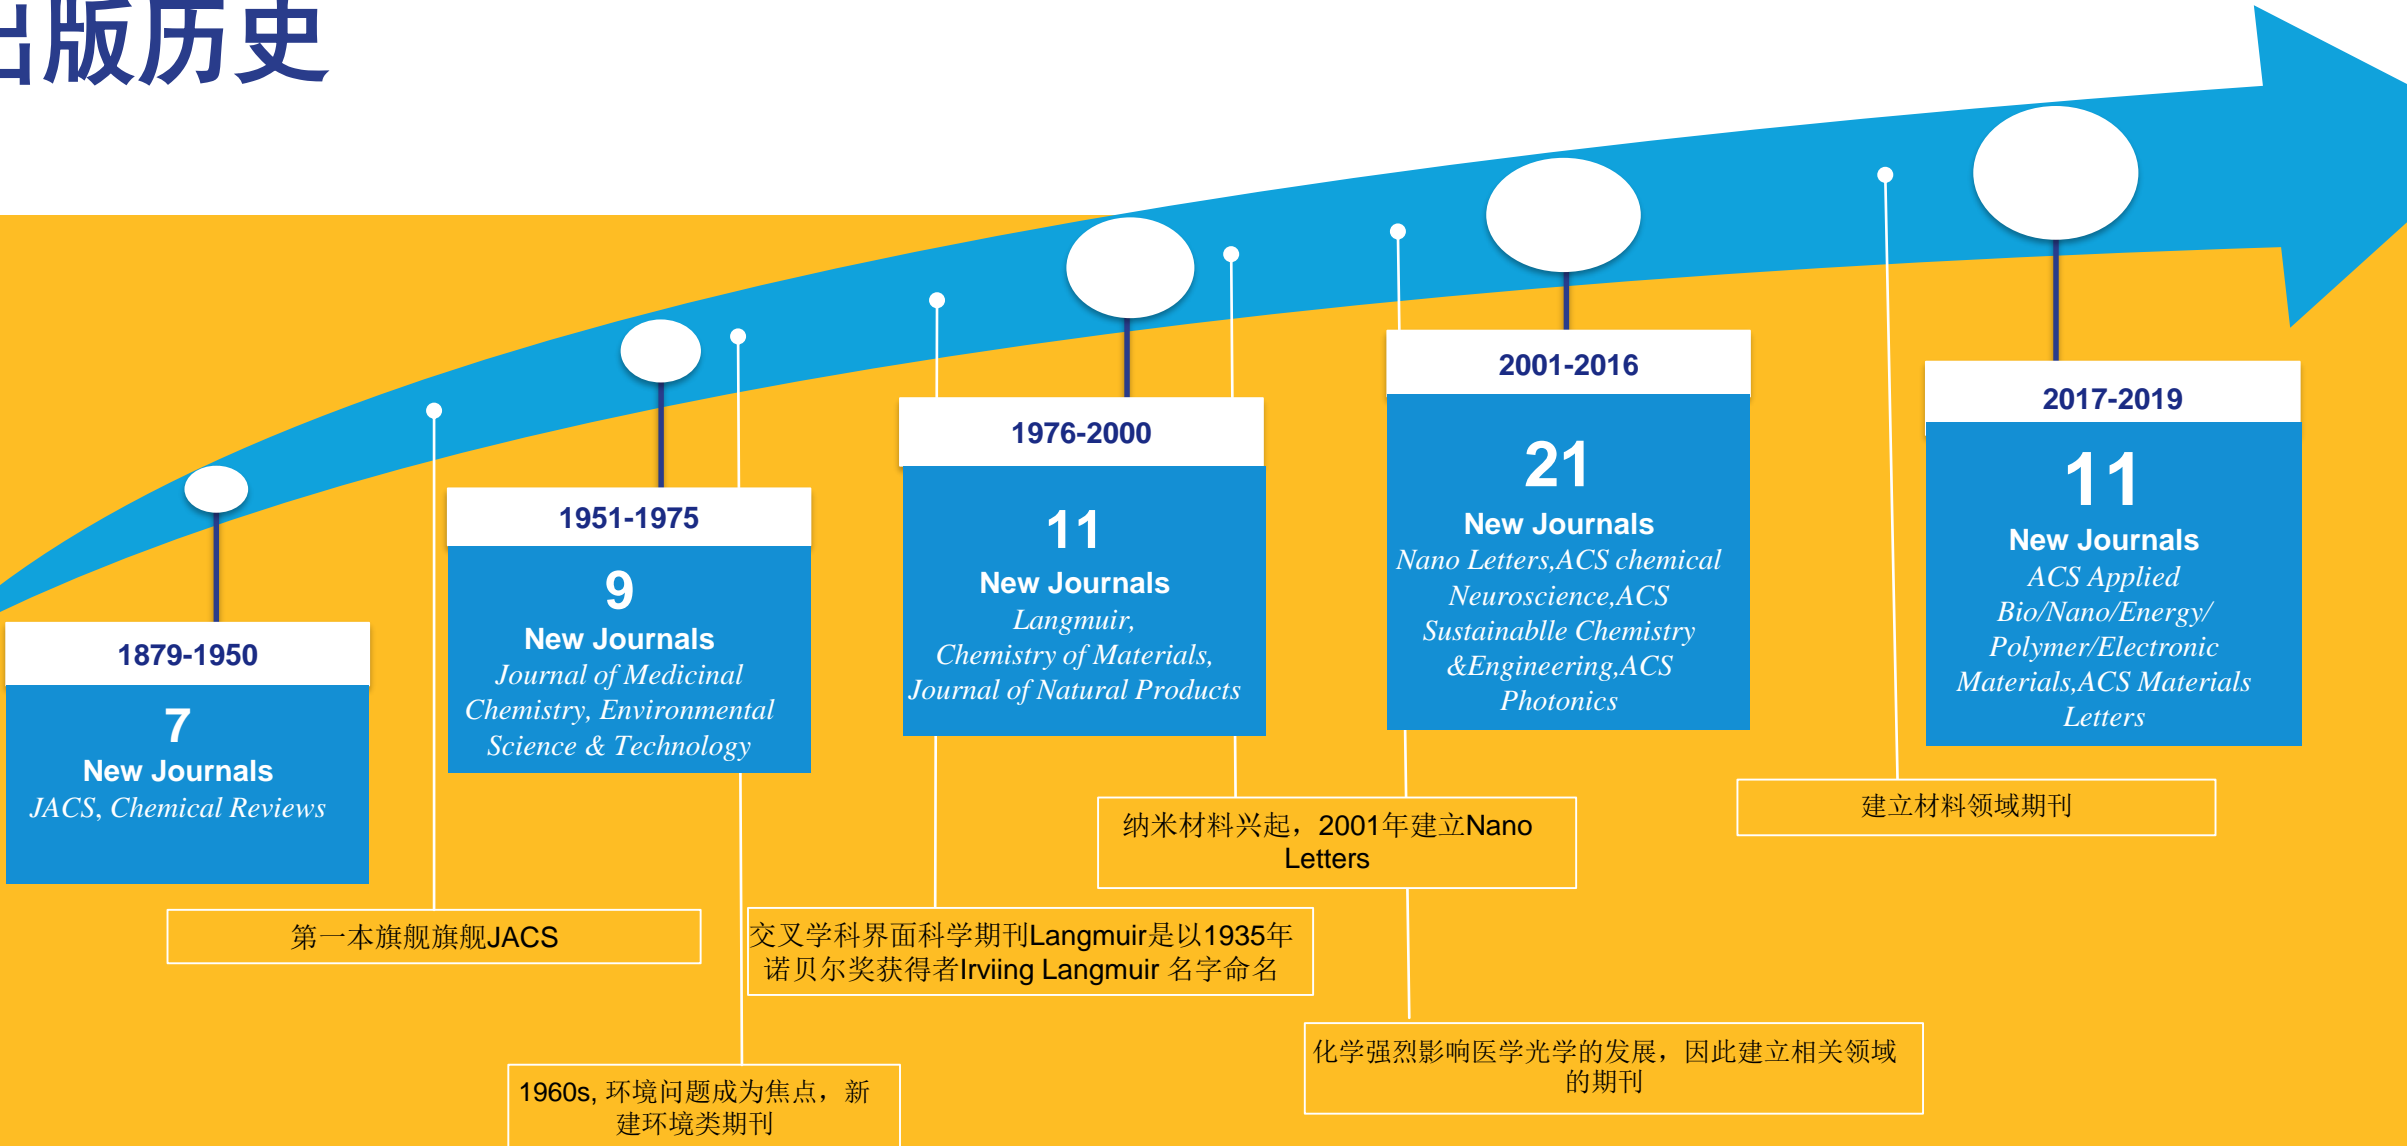 出版历史
1879-1950
7
New Journals
JACS, Chemical Reviews
第一本旗舰旗舰JACS
1951-1975
9
New Journals
Journal of Medicinal
Chemistry, Environmental
Science & Technology
1960s, 环境问题成为焦点，新
建环境类期刊
1976-2000
11
New Journals
Langmuir,
Chemistry of Materials,
Journal of Natural Products
交叉学科界面科学期刊Langmuir是以1935年
诺贝尔奖获得者Irviing Langmuir 名字命名
纳米材料兴起，2001年建立Nano
Letters
2001-2016
21
New Journals
Nano Letters,ACS chemical
Neuroscience,ACS
Sustainablle Chemistry
&Engineering,ACS
Photonics
化学强烈影响医学光学的发展，因此建立相关领域
的期刊
2017-2019
11
New Journals
ACS Applied
Bio/Nano/Energy/
Polymer/Electronic
Materials,ACS Materials
Letters
建立材料领域期刊